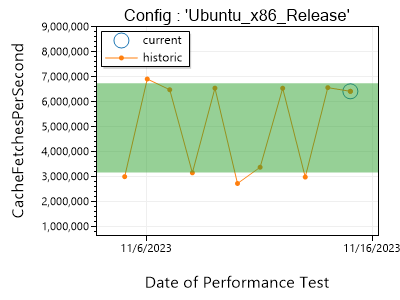 Config : 'Ubuntu_x86_Release'
9,000,000
8,000,000
7,000,000
6,000,000
5,000,000
4,000,000
3,000,000
2,000,000
1,000,000
CacheFetchesPerSecond
current
historic
11/6/2023
11/16/2023
Date of Performance Test